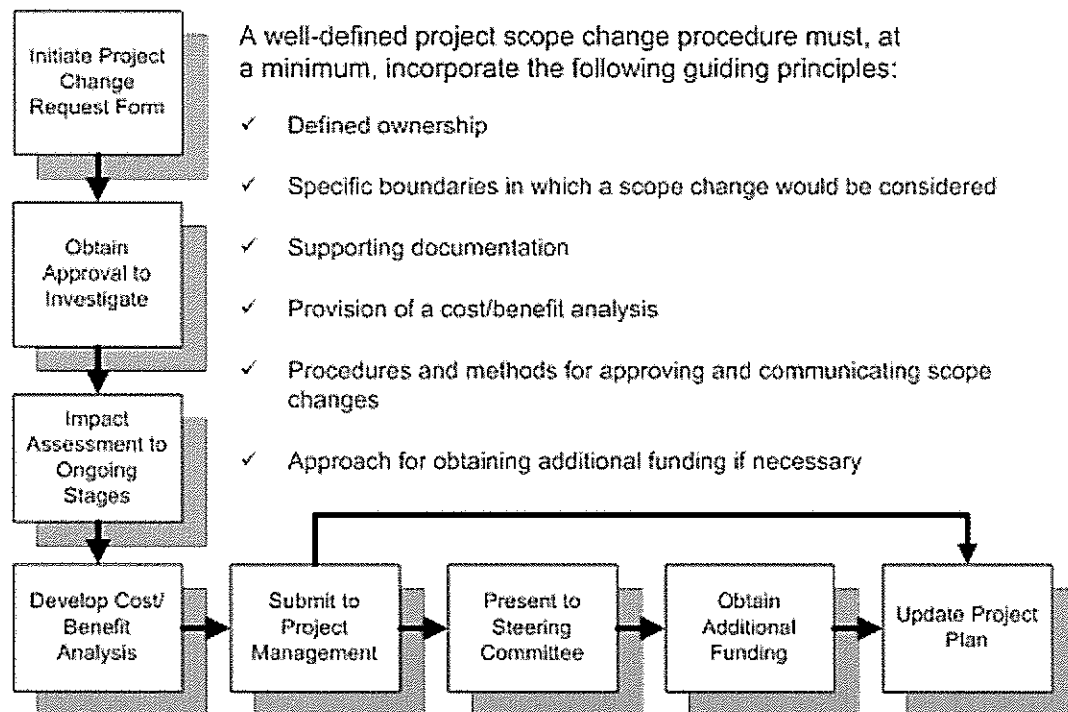 Initiate Project
Change
Request Form
A well-defined project scope change procedure must, at
a minimum, incorporate the following guiding principles:
✓ Defined ownership
✓ Specific boundaries in which a scope change would be considered
✓ Supporting documentation
✓ Provision of a cost/benefit analysis
✓ Procedures and methods for approving and communicating scope
changes
✓ Approach for obtaining additional funding if necessary
Obtain
Approval to
Investigate
Impact
Assessment to
Ongoing
Stages
Develop Cost/
Benefit
Analysis
Submit to
Project
Management
Present to
Steering
Committee
Obtain
Additional
Funding
Update Project
Plan